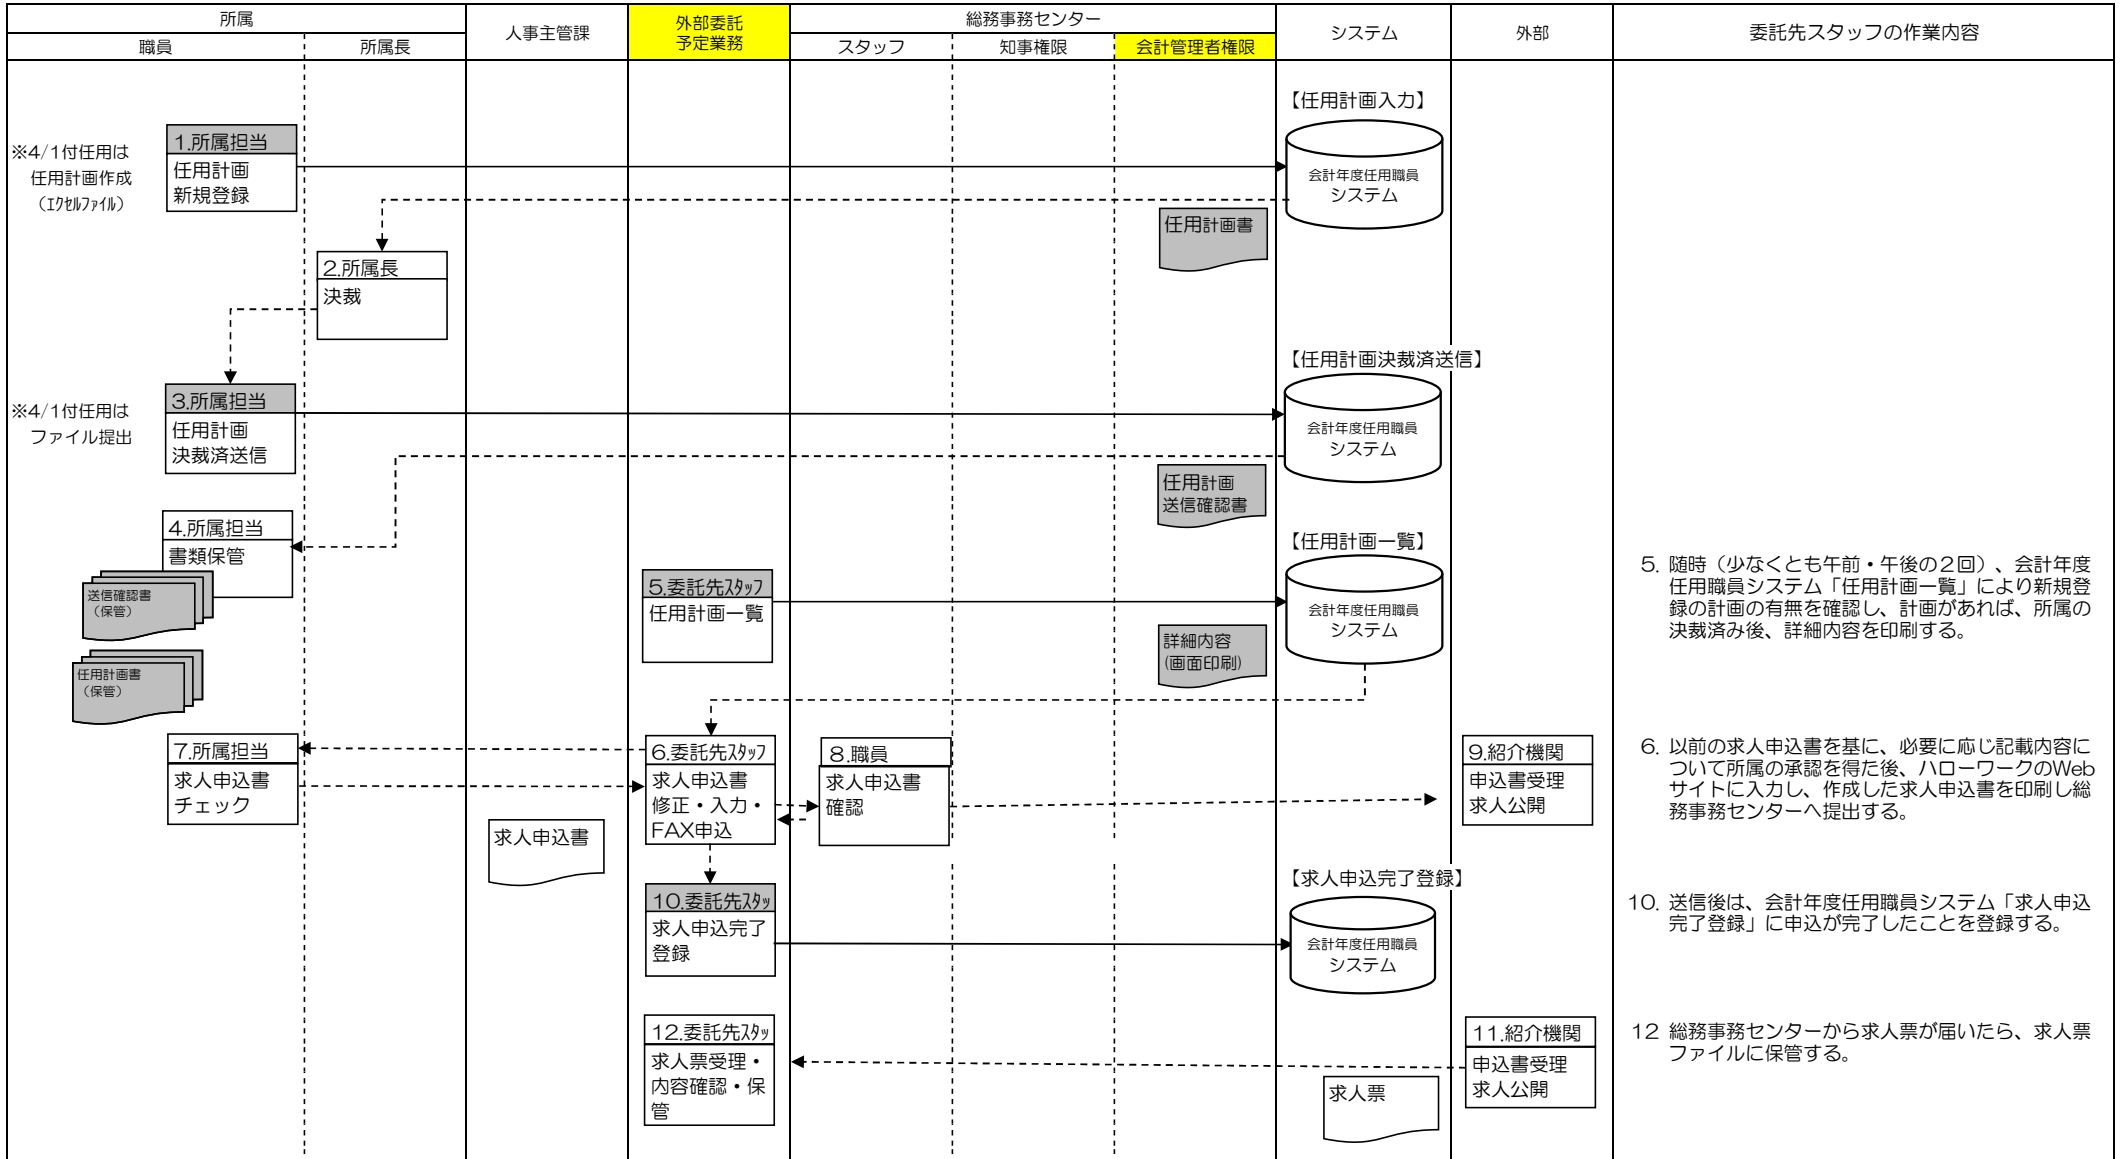 所属
人事主管課
外部委託
予定業務
総務事務センター
システム
外部
委託先スタッフの作業内容
職員
所属長
スタッフ
知事権限
会計管理者権限
【任用計画入力】
※4/1付任用は
任用計画作成
（ｴｸｾﾙﾌｧｲﾙ）
1.所属担当
任用計画
新規登録
会計年度任用職員
システム
任用計画書
2.所属長
決裁
【任用計画決裁済送信】
※4/1付任用は
ファイル提出
3.所属担当
任用計画
決裁済送信
会計年度任用職員
システム
任用計画
送信確認書
4.所属担当
書類保管
送信確認書
（保管）
任用計画書
（保管）
【任用計画一覧】
5.委託先ｽﾀｯﾌ
任用計画一覧
会計年度任用職員
システム
詳細内容
(画面印刷)
5. 随時（少なくとも午前・午後の２回）、会計年度
任用職員システム「任用計画一覧」により新規登
録の計画の有無を確認し、計画があれば、所属の
決裁済み後、詳細内容を印刷する。
7.所属担当
求人申込書
チェック
6.委託先ｽﾀｯﾌ
求人申込書
修正・入力・
FAX申込
8.職員
求人申込書
確認
9.紹介機関
申込書受理
求人公開
6. 以前の求人申込書を基に、必要に応じ記載内容に
ついて所属の承認を得た後、ハローワークのWeb
サイトに入力し、作成した求人申込書を印刷し総
務事務センターへ提出する。
求人申込書
【求人申込完了登録】
10.委託先ｽﾀｯ
求人申込完了
登録
会計年度任用職員
システム
10. 送信後は、会計年度任用職員システム「求人申込
完了登録」に申込が完了したことを登録する。
12.委託先ｽﾀｯ
求人票受理・
内容確認・保
管
11.紹介機関
申込書受理
求人公開
求人票
12 総務事務センターから求人票が届いたら、求人票
ファイルに保管する。